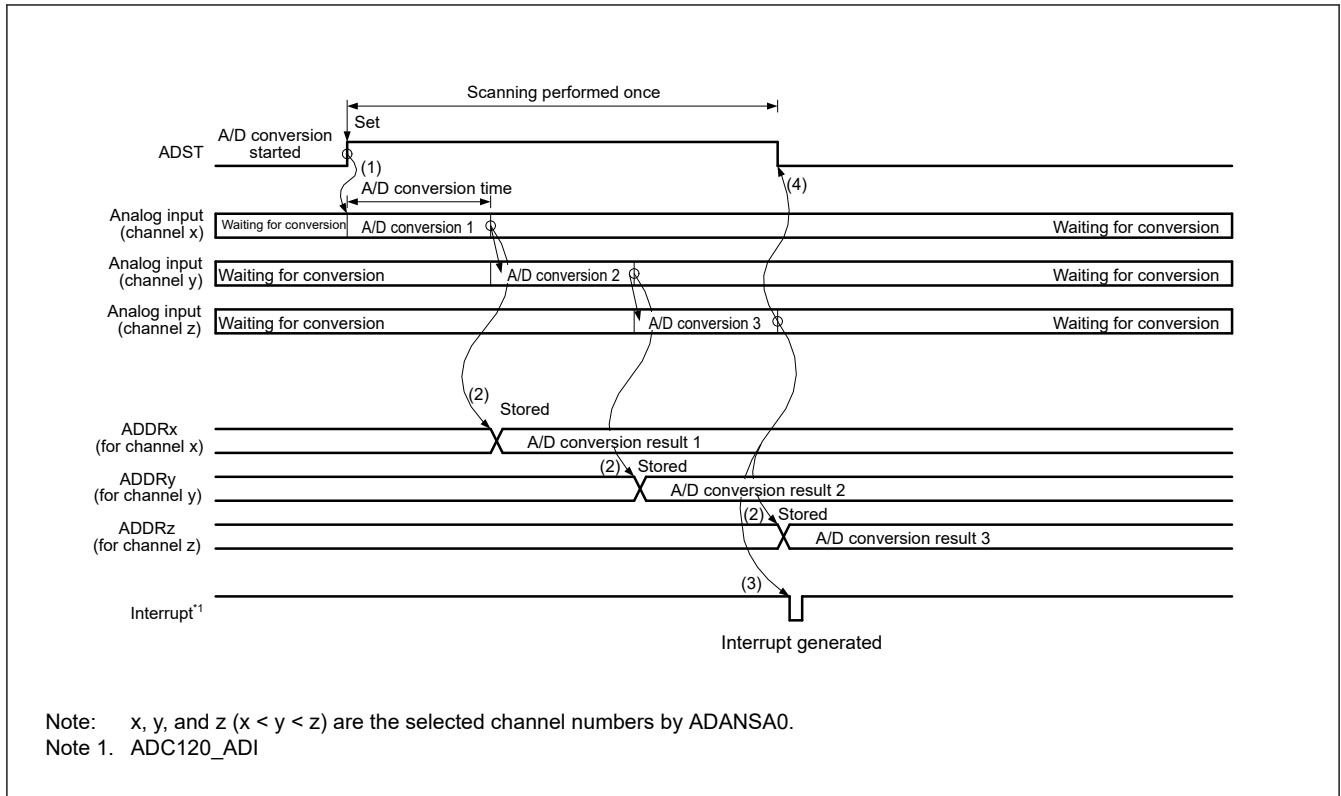 Scanning performed once
Set
A/D conversion
started
ADST
(1)
(4)
A/D conversion time
Analog input
(channel x)
Waiting for conversion
A/D conversion 1
Waiting for conversion
Analog input
(channel y)
Waiting for conversion
A/D conversion 2
Waiting for conversion
Analog input
(channel z)
Waiting for conversion
A/D conversion 3
Waiting for conversion
(2)
Stored
ADDRx
(for channel x)
A/D conversion result 1
(2)
Stored
ADDRy
(for channel y)
A/D conversion result 2
(2)
Stored
ADDRz
(for channel z)
A/D conversion result 3
(3)
Interrupt*1
Interrupt generated
Note: x, y, and z (x < y < z) are the selected channel numbers by ADANSA0.
Note 1. ADC120_ADI